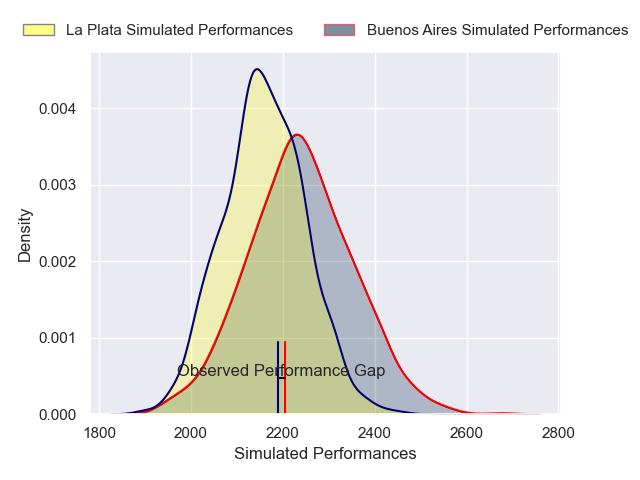 La Plata Simulated Performances
Buenos Aires Simulated Performances
0.004
0.003
0.002
0.001
0.000
Density
Observed Performance Gap
1800
2000
2200
2400
2600
2800
Simulated Performances